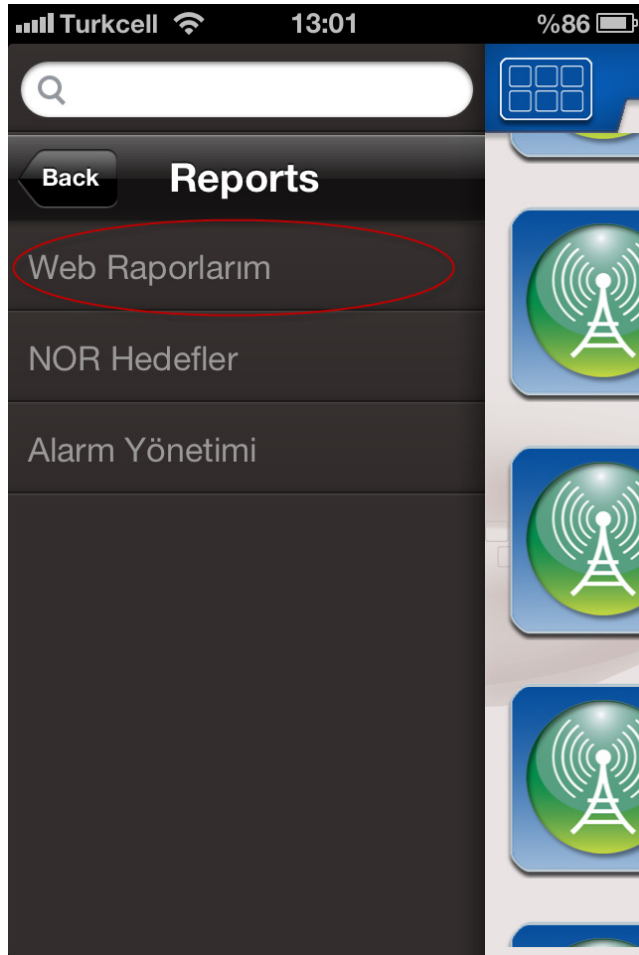 Turkcell 13:01 %86
Back Reports
Web Raporlarım
NOR Hedefler
Alarm Yönetimi